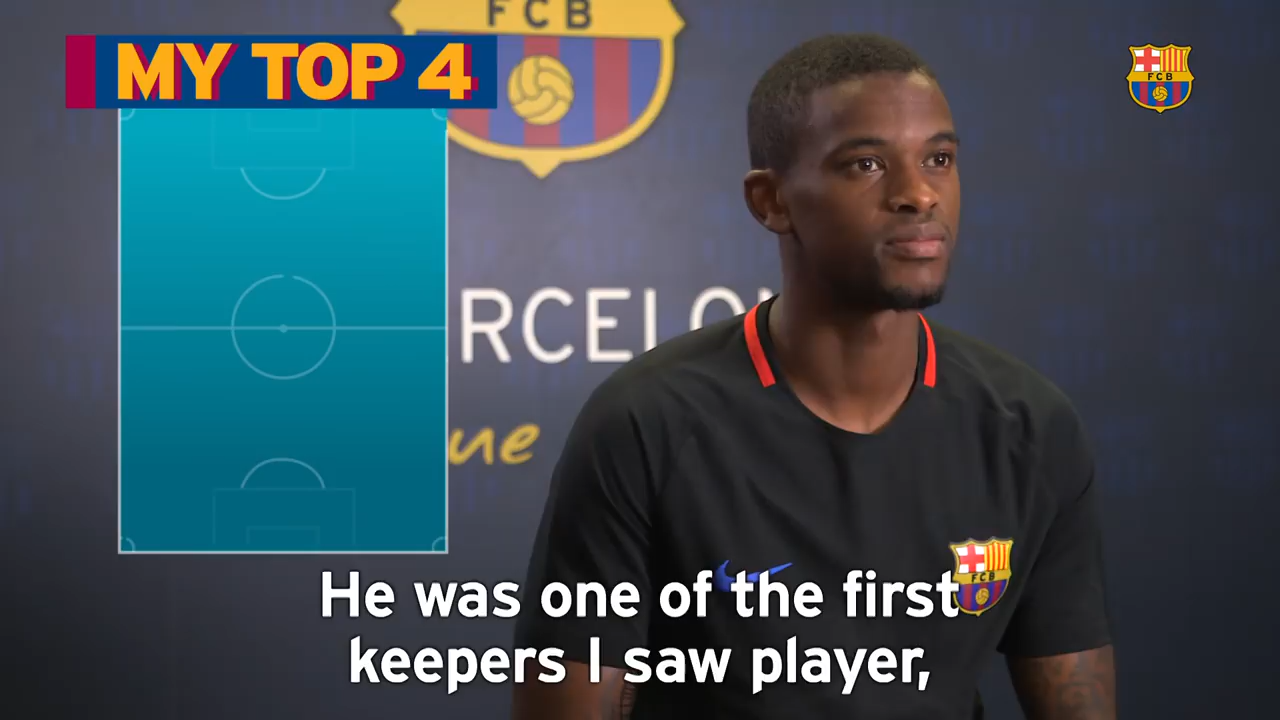 FCB
MY TOP 4
FCB
RCELO
ue
FCB
He was one of the first
keepers I saw player,